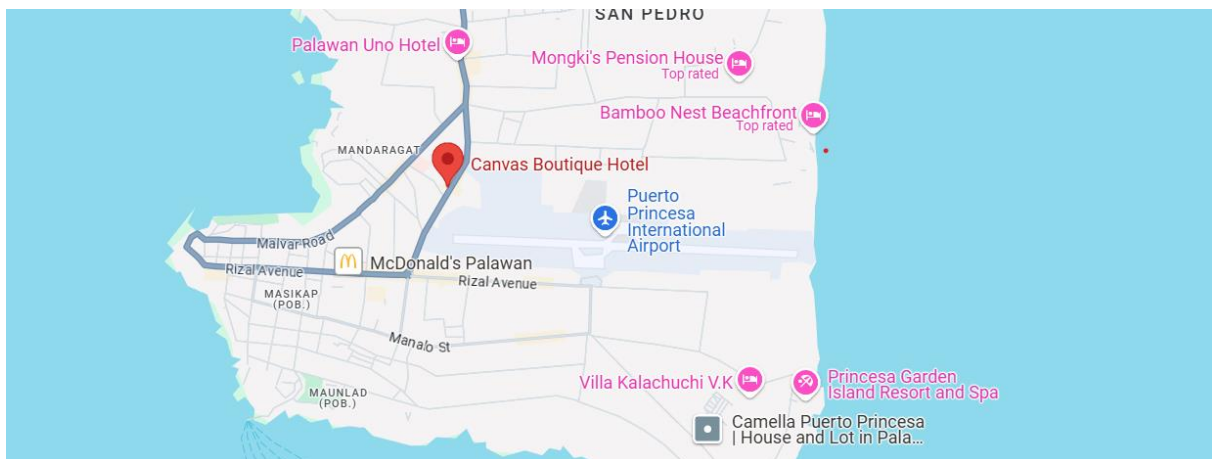 SAN PEDRO
Palawan Uno Hotel
Mongki's Pension House
Top rated
Bamboo Nest Beachfront
Top rated
MANDARAGAT
Canvas Boutique Hotel
Puerto
Princesa
International
Airport
Malvar Road
McDonald's Palawan
Rizal Avenue
Rizal Avenue
MASIKAP
(POB.)
Manalo St
Villa Kalachuchi V.K
Princesa Garden
Island Resort and Spa
MAUNLAD
(POB.)
Camella Puerto Princesa
| House and Lot in Pala...